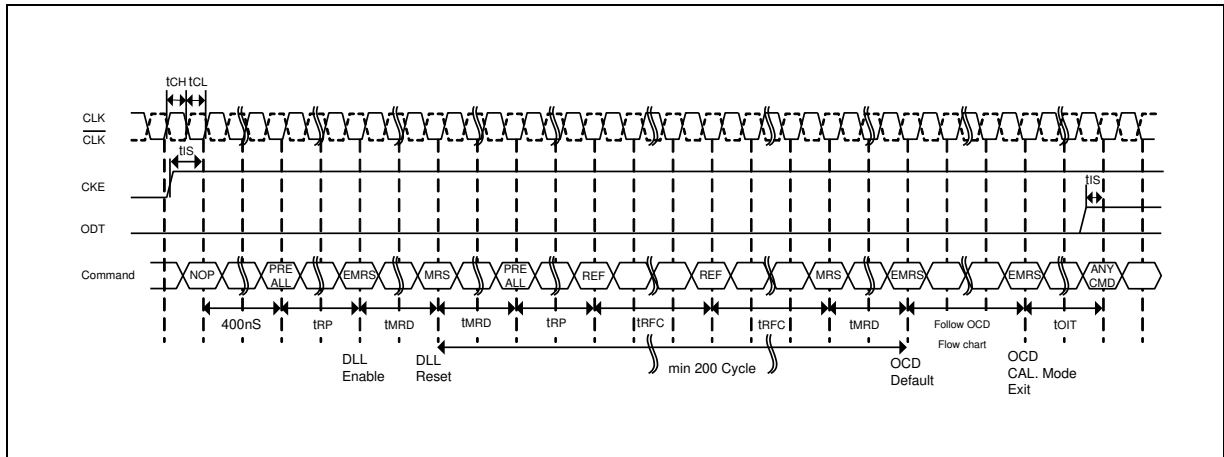 tCH tCL
CLK
CLK
tIS
CKE
tIS
ODT
Command
NOP
PRE ALL
EMRS
MRS
PRE ALL
REF
REF
MRS
EMRS
EMRS
ANY CMD
400nS
tRP
tMRD
tMRD
tRP
tRFC
tRFC
tMRD
Follow OCD
Flow chart
tOIT
DLL
Enable
DLL
Reset
min 200 Cycle
OCD
Default
OCD
CAL. Mode
Exit